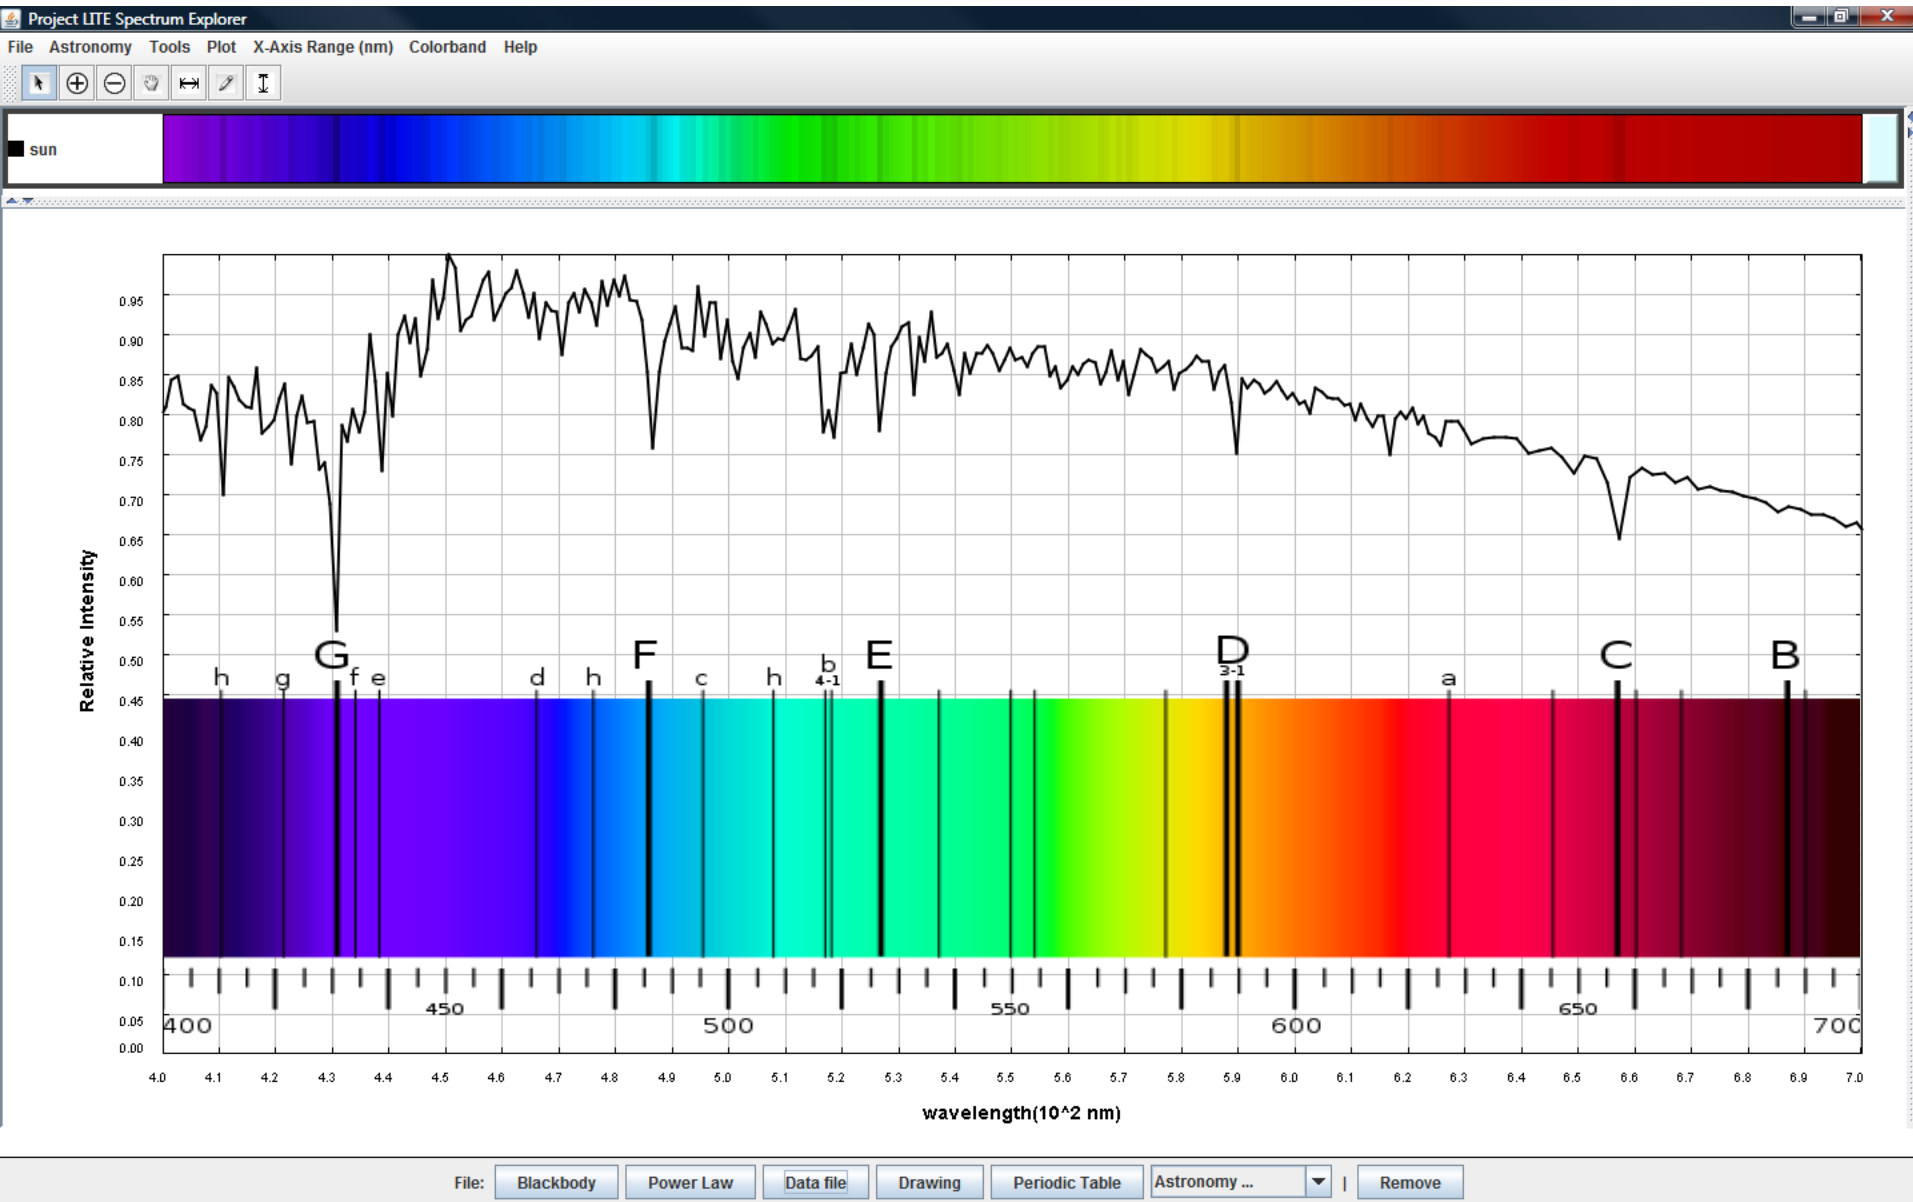 Project LITE Spectrum Explorer
File Astronomy Tools Plot X-Axis Range (nm) Colorband Help
sun
0.95
0.90
0.85
0.80
0.75
0.70
0.65
0.60
0.55
0.50
0.45
0.40
0.35
0.30
0.25
0.20
0.15
0.10
0.05
0.00
Relative Intensity
G F E D C B
h g f e d h c h b 4-1 3-1 a
450 550 650
400 500 600 700
4.0 4.1 4.2 4.3 4.4 4.5 4.6 4.7 4.8 4.9 5.0 5.1 5.2 5.3 5.4 5.5 5.6 5.7 5.8 5.9 6.0 6.1 6.2 6.3 6.4 6.5 6.6 6.7 6.8 6.9 7.0
wavelength(10^2 nm)
File: Blackbody Power Law Data file Drawing Periodic Table Astronomy ... | Remove